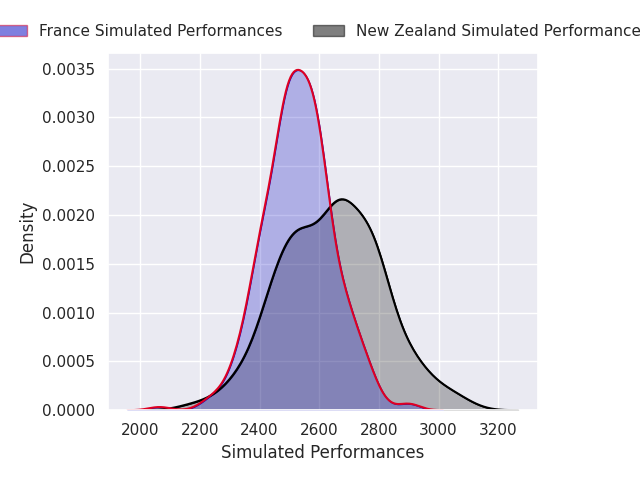 France Simulated Performances
New Zealand Simulated Performance
0.0035
0.0030
0.0025
0.0020
0.0015
0.0010
0.0005
0.0000
Density
2000 2200 2400 2600 2800 3000 3200
Simulated Performances